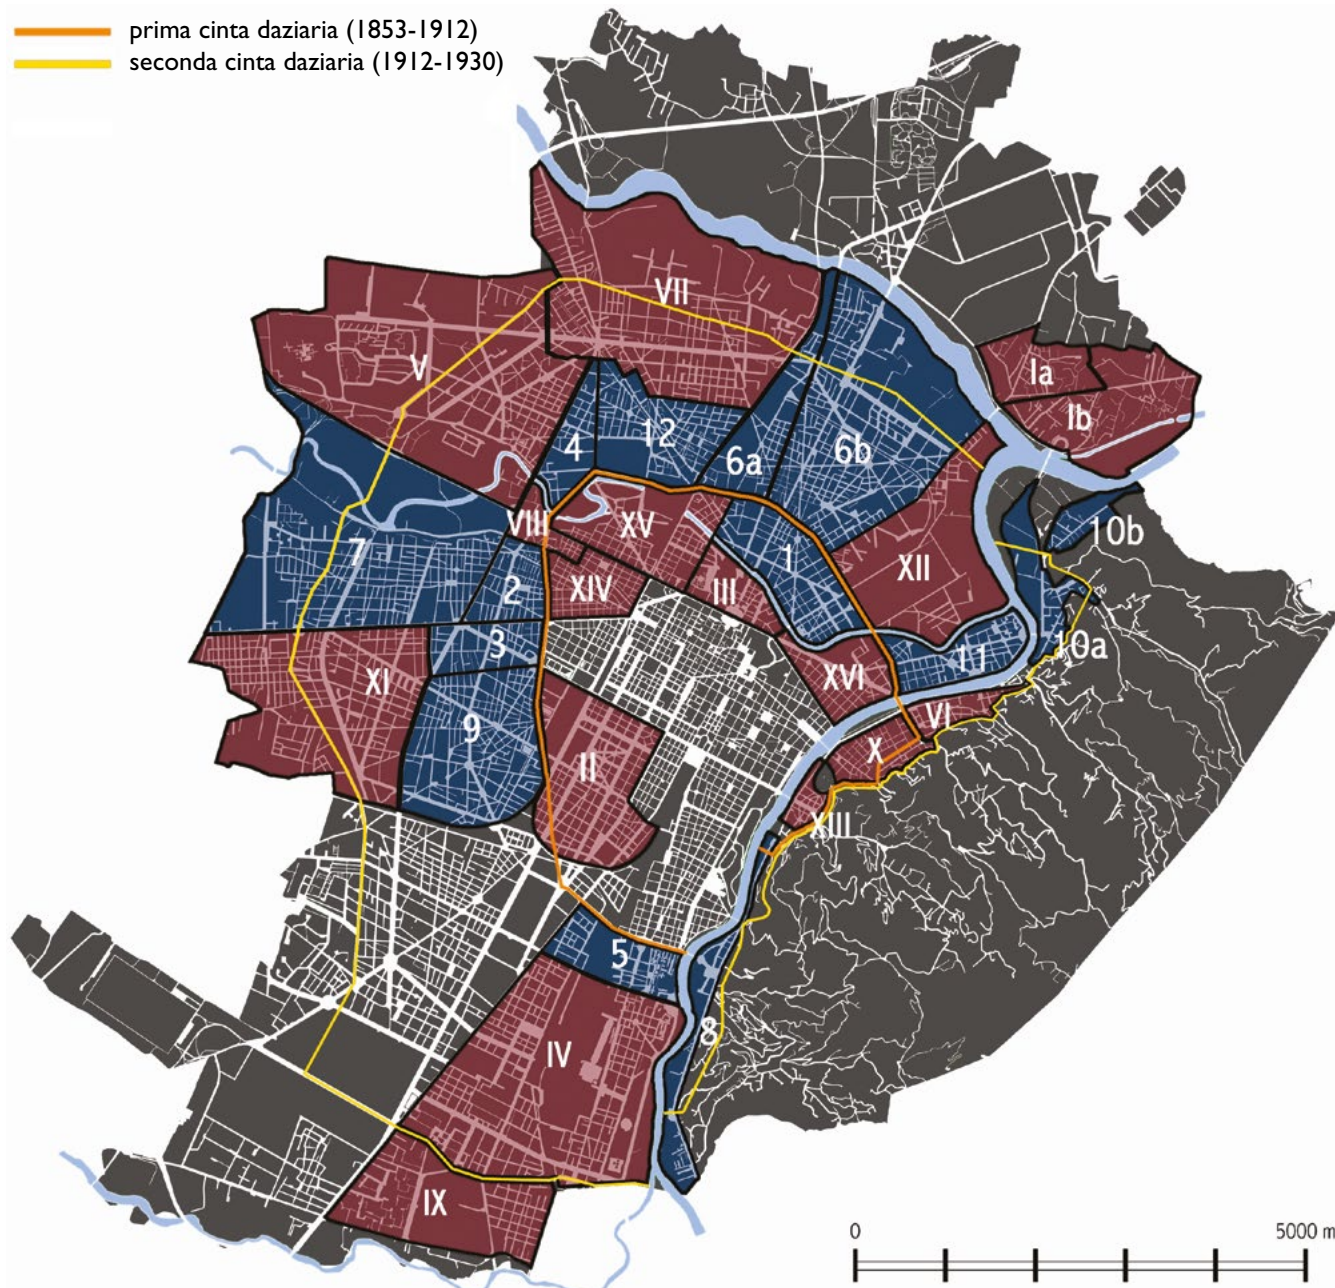 prima cinta daziaria (1853-1912)
seconda cinta daziaria (1912-1930)
VII
Ia
V
Ib
4
12
6a
6b
10b
VIII
XV
7
1
XII
2
XIV
III
3
10a
11
XI
XVI
VI
9
X
II
XIII
5
8
IV
IX
0
5000 m